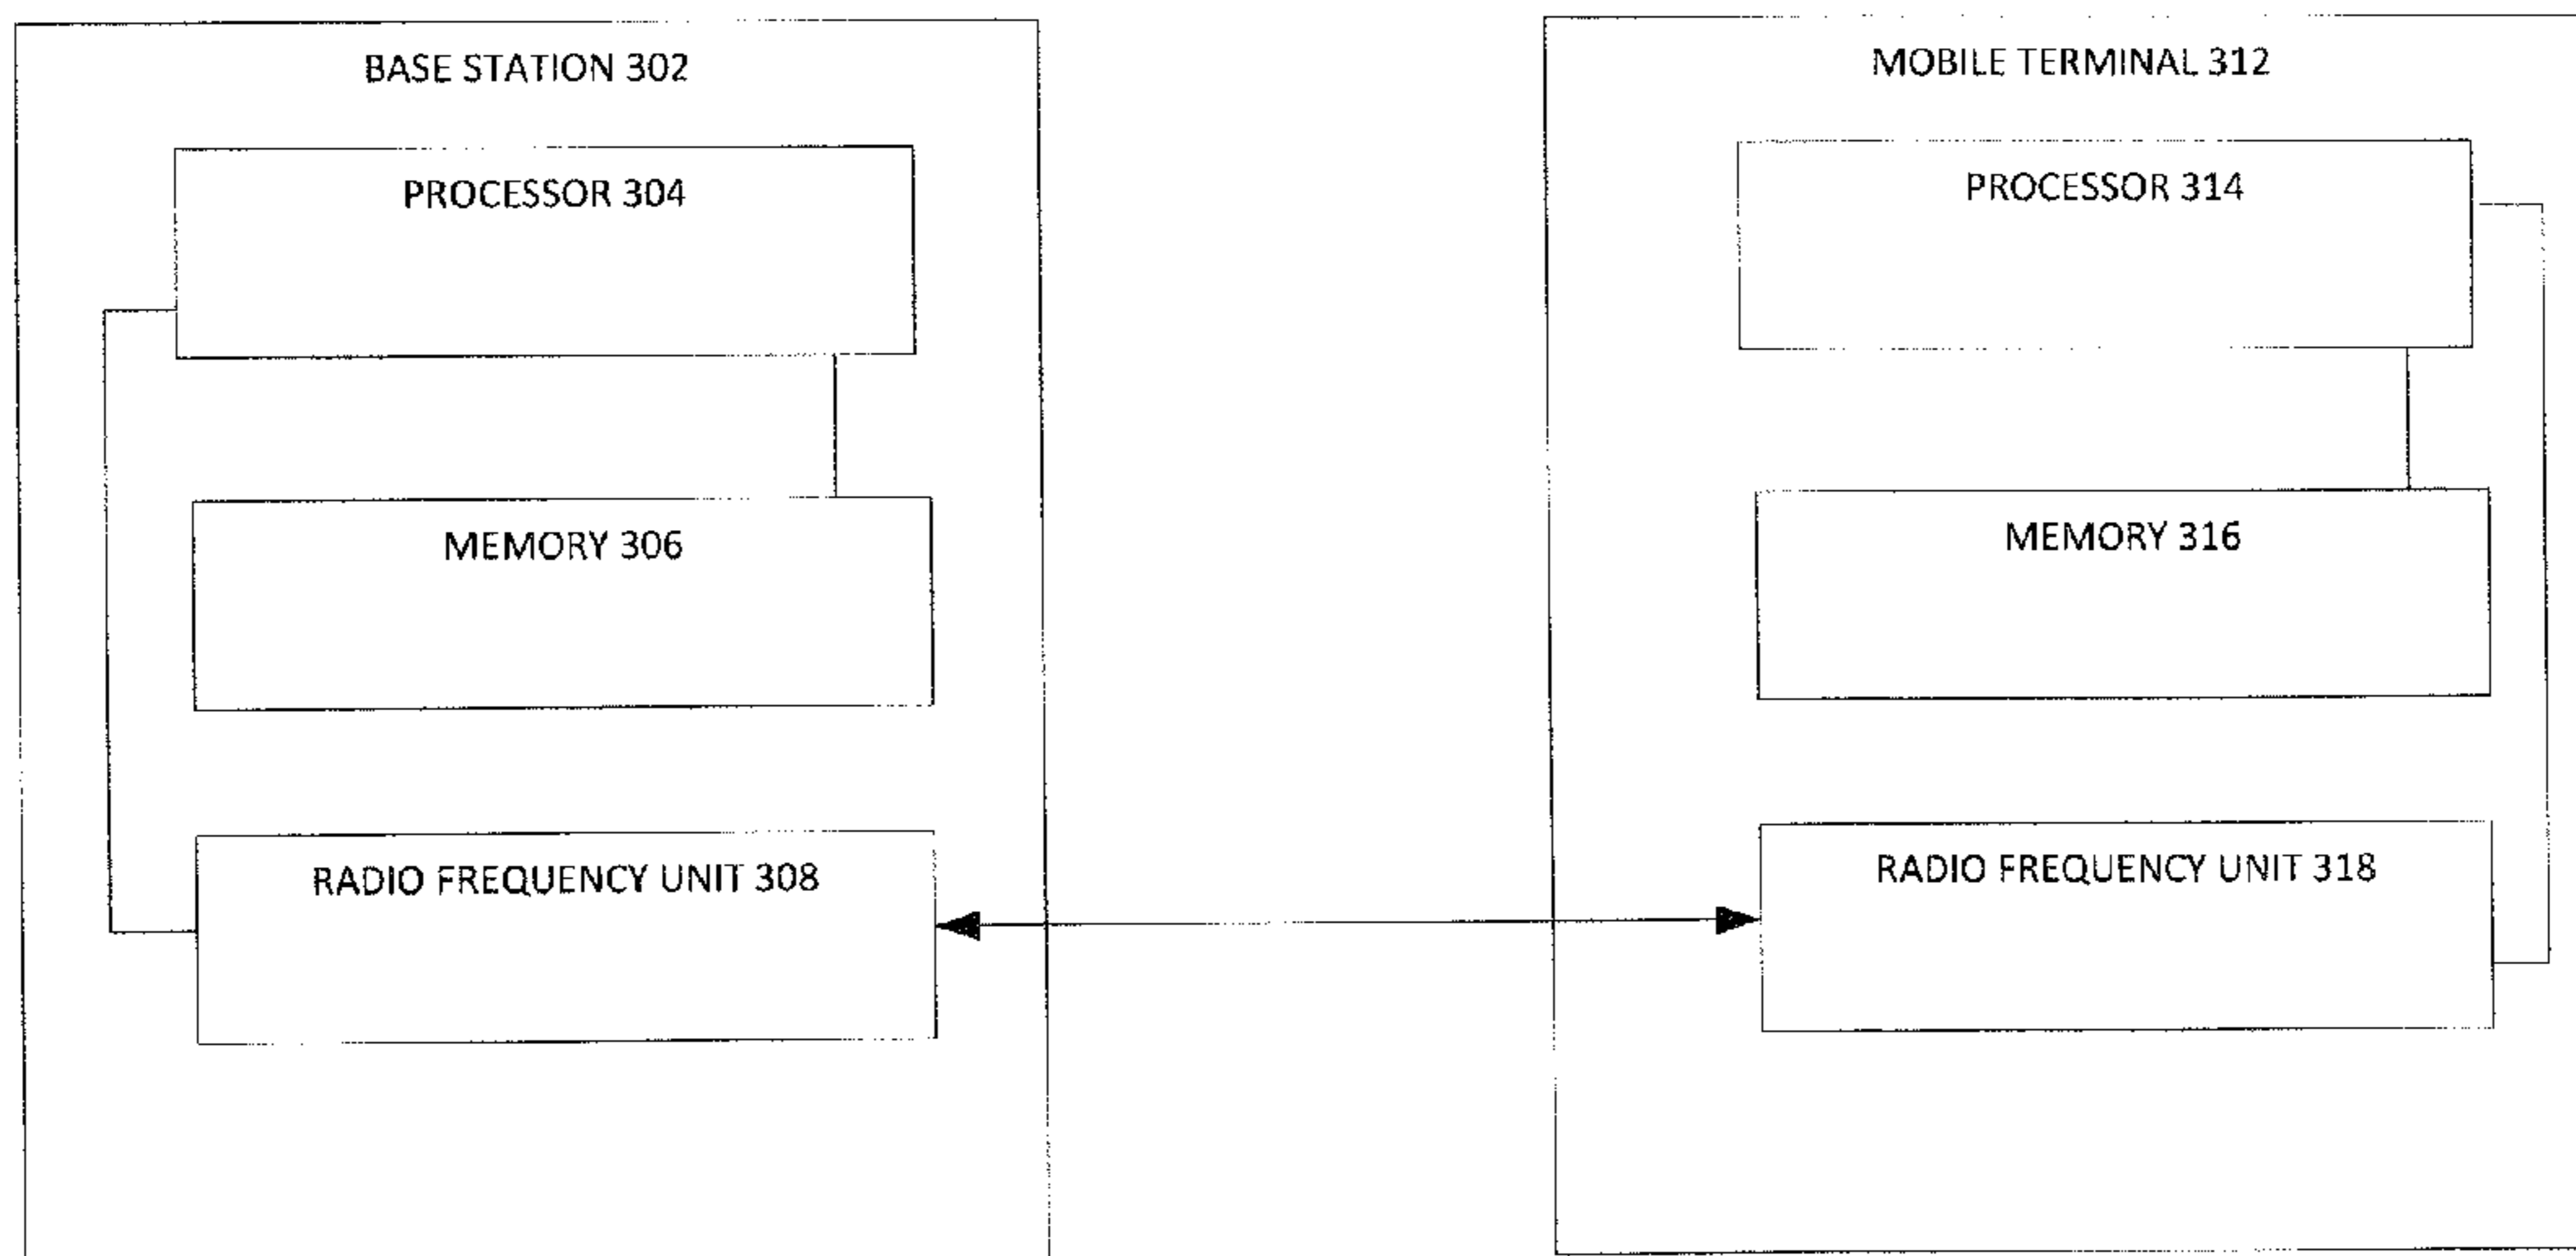 BASE STATION 302
PROCESSOR 304
MEMORY 306
RADIO FREQUENCY UNIT 308
MOBILE TERMINAL 312
PROCESSOR 314
MEMORY 316
RADIO FREQUENCY UNIT 318